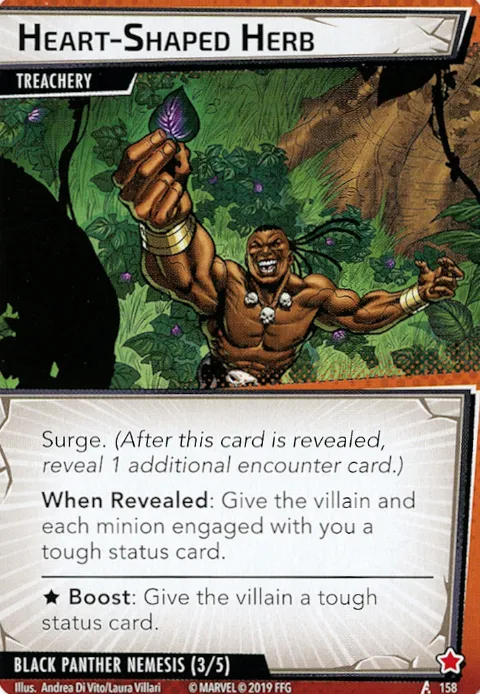 HEART-SHAPED HERB
TREACHERY
Surge. (After this card is revealed,
reveal 1 additional encounter card.)
When Revealed: Give the villain and
each minion engaged with you a
tough status card.
★ Boost: Give the villain a tough
status card.
BLACK PANTHER NEMESIS (3/5)
Illus. Andrea Di Vito/Laura Villari © MARVEL © 2019 FFG 158